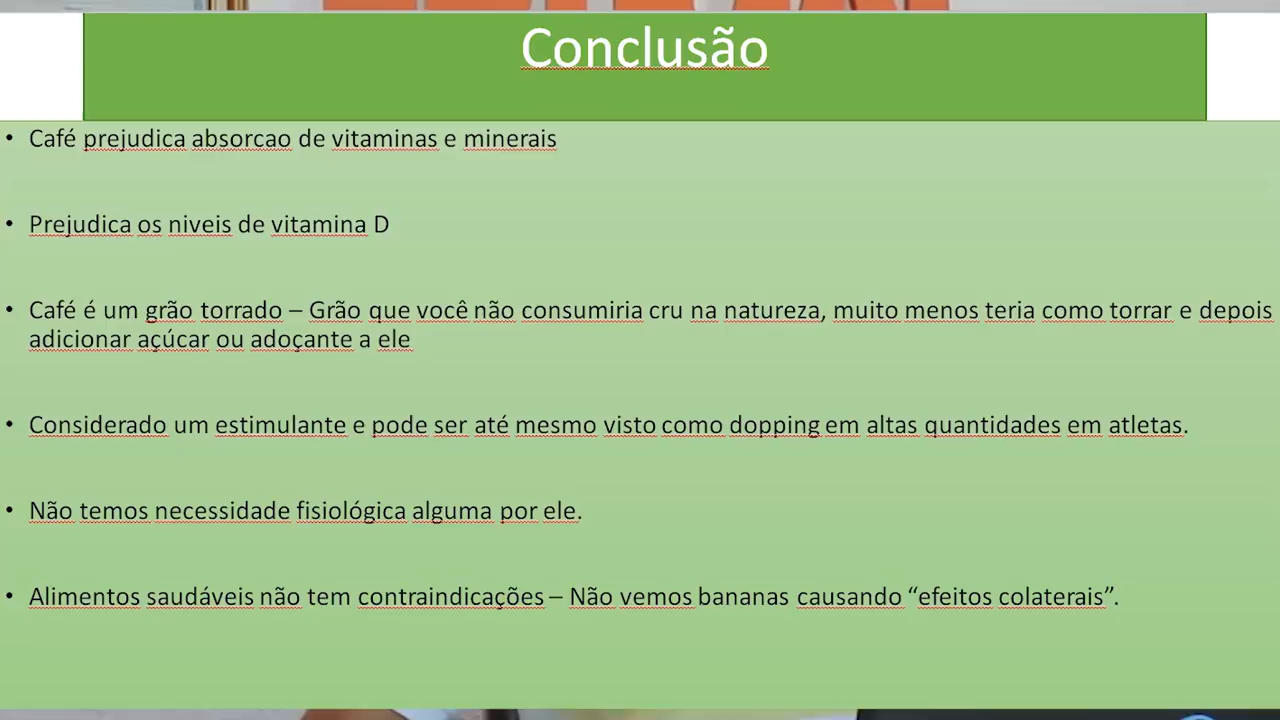 Conclusão
• Café prejudica absorcao de vitaminas e minerais
• Prejudica os niveis de vitamina D
• Café é um grão torrado – Grão que você não consumiria cru na natureza, muito menos teria como torrar e depois
adicionar açúcar ou adoçante a ele
• Considerado um estimulante e pode ser até mesmo visto como dopping em altas quantidades em atletas.
• Não temos necessidade fisiológica alguma por ele.
• Alimentos saudáveis não tem contraindicações – Não vemos bananas causando “efeitos colaterais”.